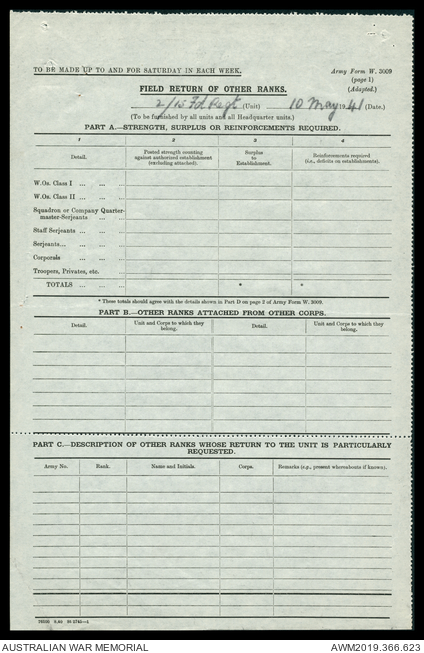 TO BE MADE UP TO AND FOR SATURDAY IN EACH WEEK.
Army Form W. 3009
(page 1)
(Adapted.)
FIELD RETURN OF OTHER RANKS.
2/15 Fd Regt (Unit) 10 May 1941 (Date.)
(To be furnished by all units and all Headquarter units.)
PART A.—STRENGTH, SURPLUS OR REINFORCEMENTS REQUIRED.
1 2 3 4
Detail. Posted strength counting against authorized establishment (excluding attached). Surplus to Establishment. Reinforcements required (i.e., deficits on establishments).
W.Os. Class I ... ... ...
W.Os. Class II ... ... ...
Squadron or Company Quarter-
master-Serjeants ... ...
Staff Serjeants ... ... ...
Serjeants... ... ... ...
Corporals ... ... ...
Troopers, Privates, etc. ...
TOTALS ... ... ... * *
* These totals should agree with the details shown in Part D on page 2 of Army Form W. 3009.
PART B.—OTHER RANKS ATTACHED FROM OTHER CORPS.
Detail. Unit and Corps to which they belong. Detail. Unit and Corps to which they belong.
PART C.—DESCRIPTION OF OTHER RANKS WHOSE RETURN TO THE UNIT IS PARTICULARLY
REQUESTED.
Army No. Rank. Name and Initials. Corps. Remarks (e.g., present whereabouts if known).
AUSTRALIAN WAR MEMORIAL
AWM2019.366.623